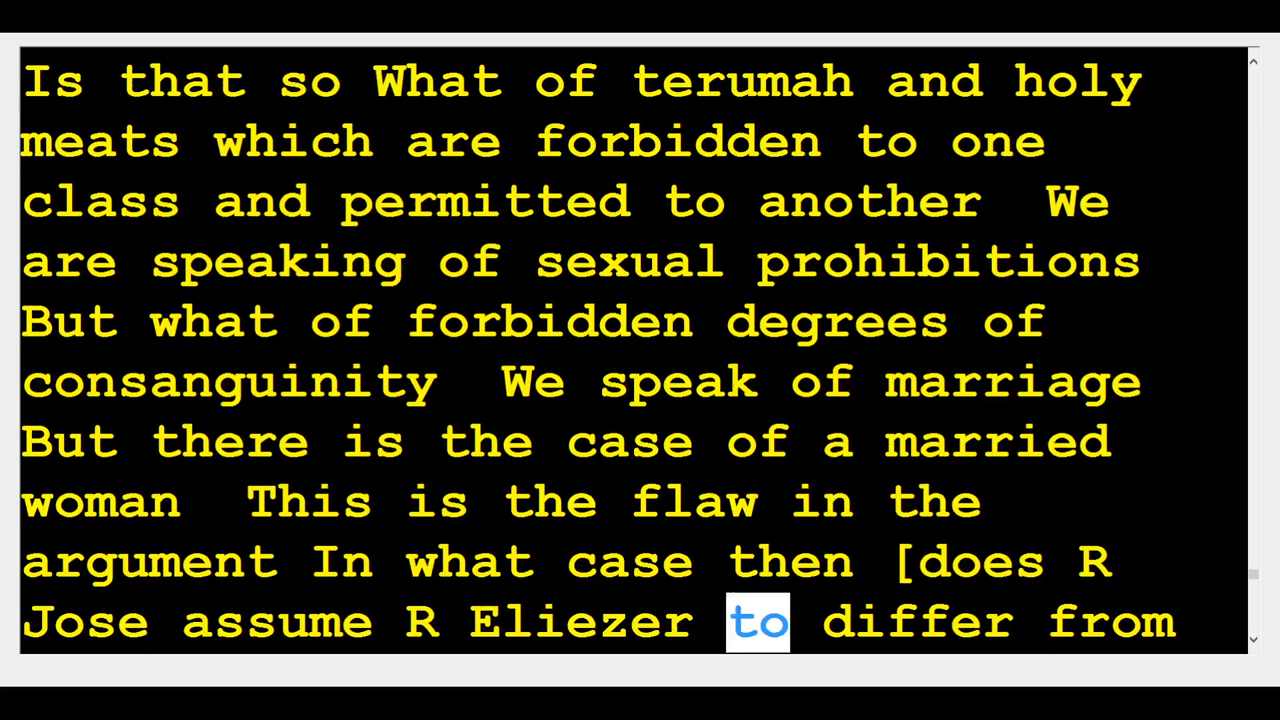 Is that so What of terumah and holy
meats which are forbidden to one
class and permitted to another  We
are speaking of sexual prohibitions
But what of forbidden degrees of
consanguinity  We speak of marriage
But there is the case of a married
woman  This is the flaw in the
argument In what case then [does R
Jose assume R Eliezer to differ from